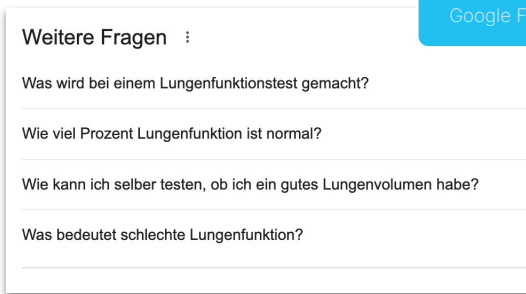 Google F
Weitere Fragen
Was wird bei einem Lungenfunktionstest gemacht?
Wie viel Prozent Lungenfunktion ist normal?
Wie kann ich selber testen, ob ich ein gutes Lungenvolumen habe?
Was bedeutet schlechte Lungenfunktion?